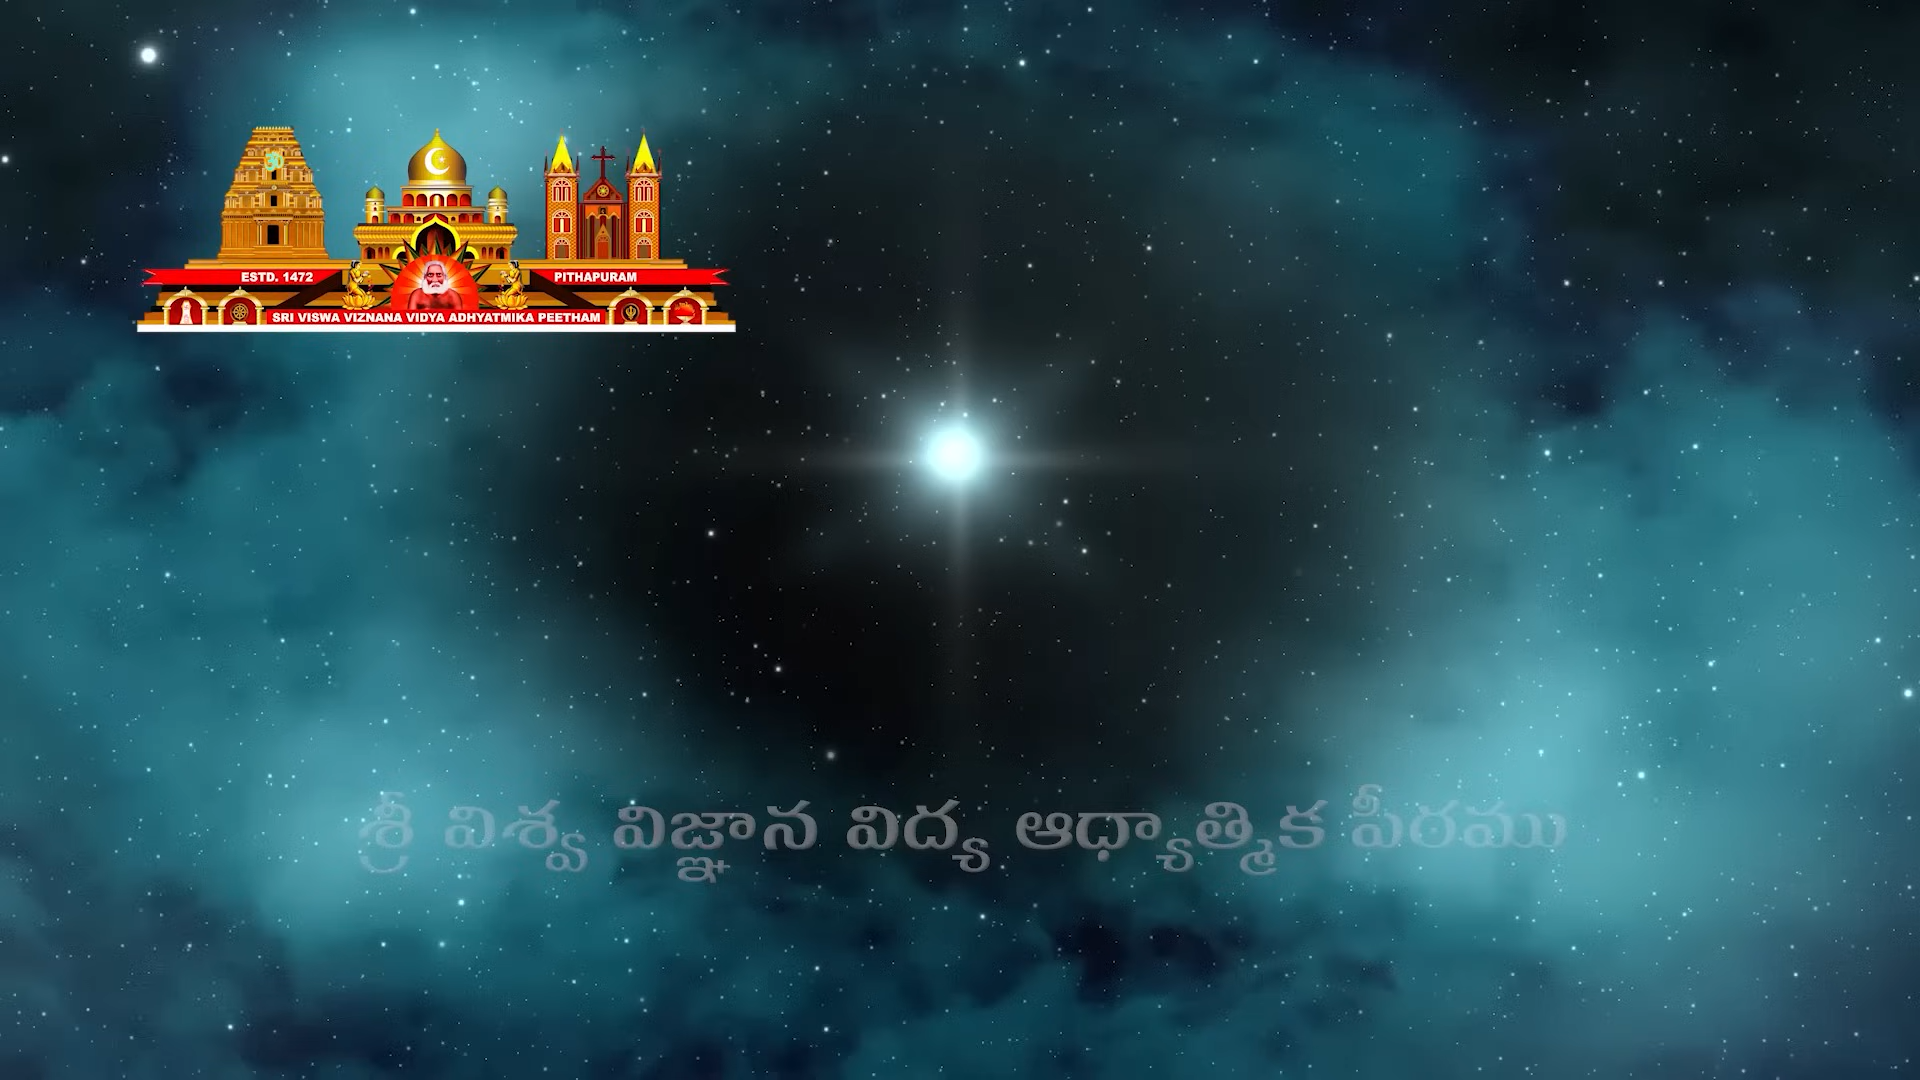 ESTD. 1472 PITHAPURAM
SRI VISWA VIZNANA VIDYA ADHYATMIKA PEETHAM
శ్రీ విశ్వ విజ్ఞాన విద్య ఆధ్యాత్మిక పీఠము